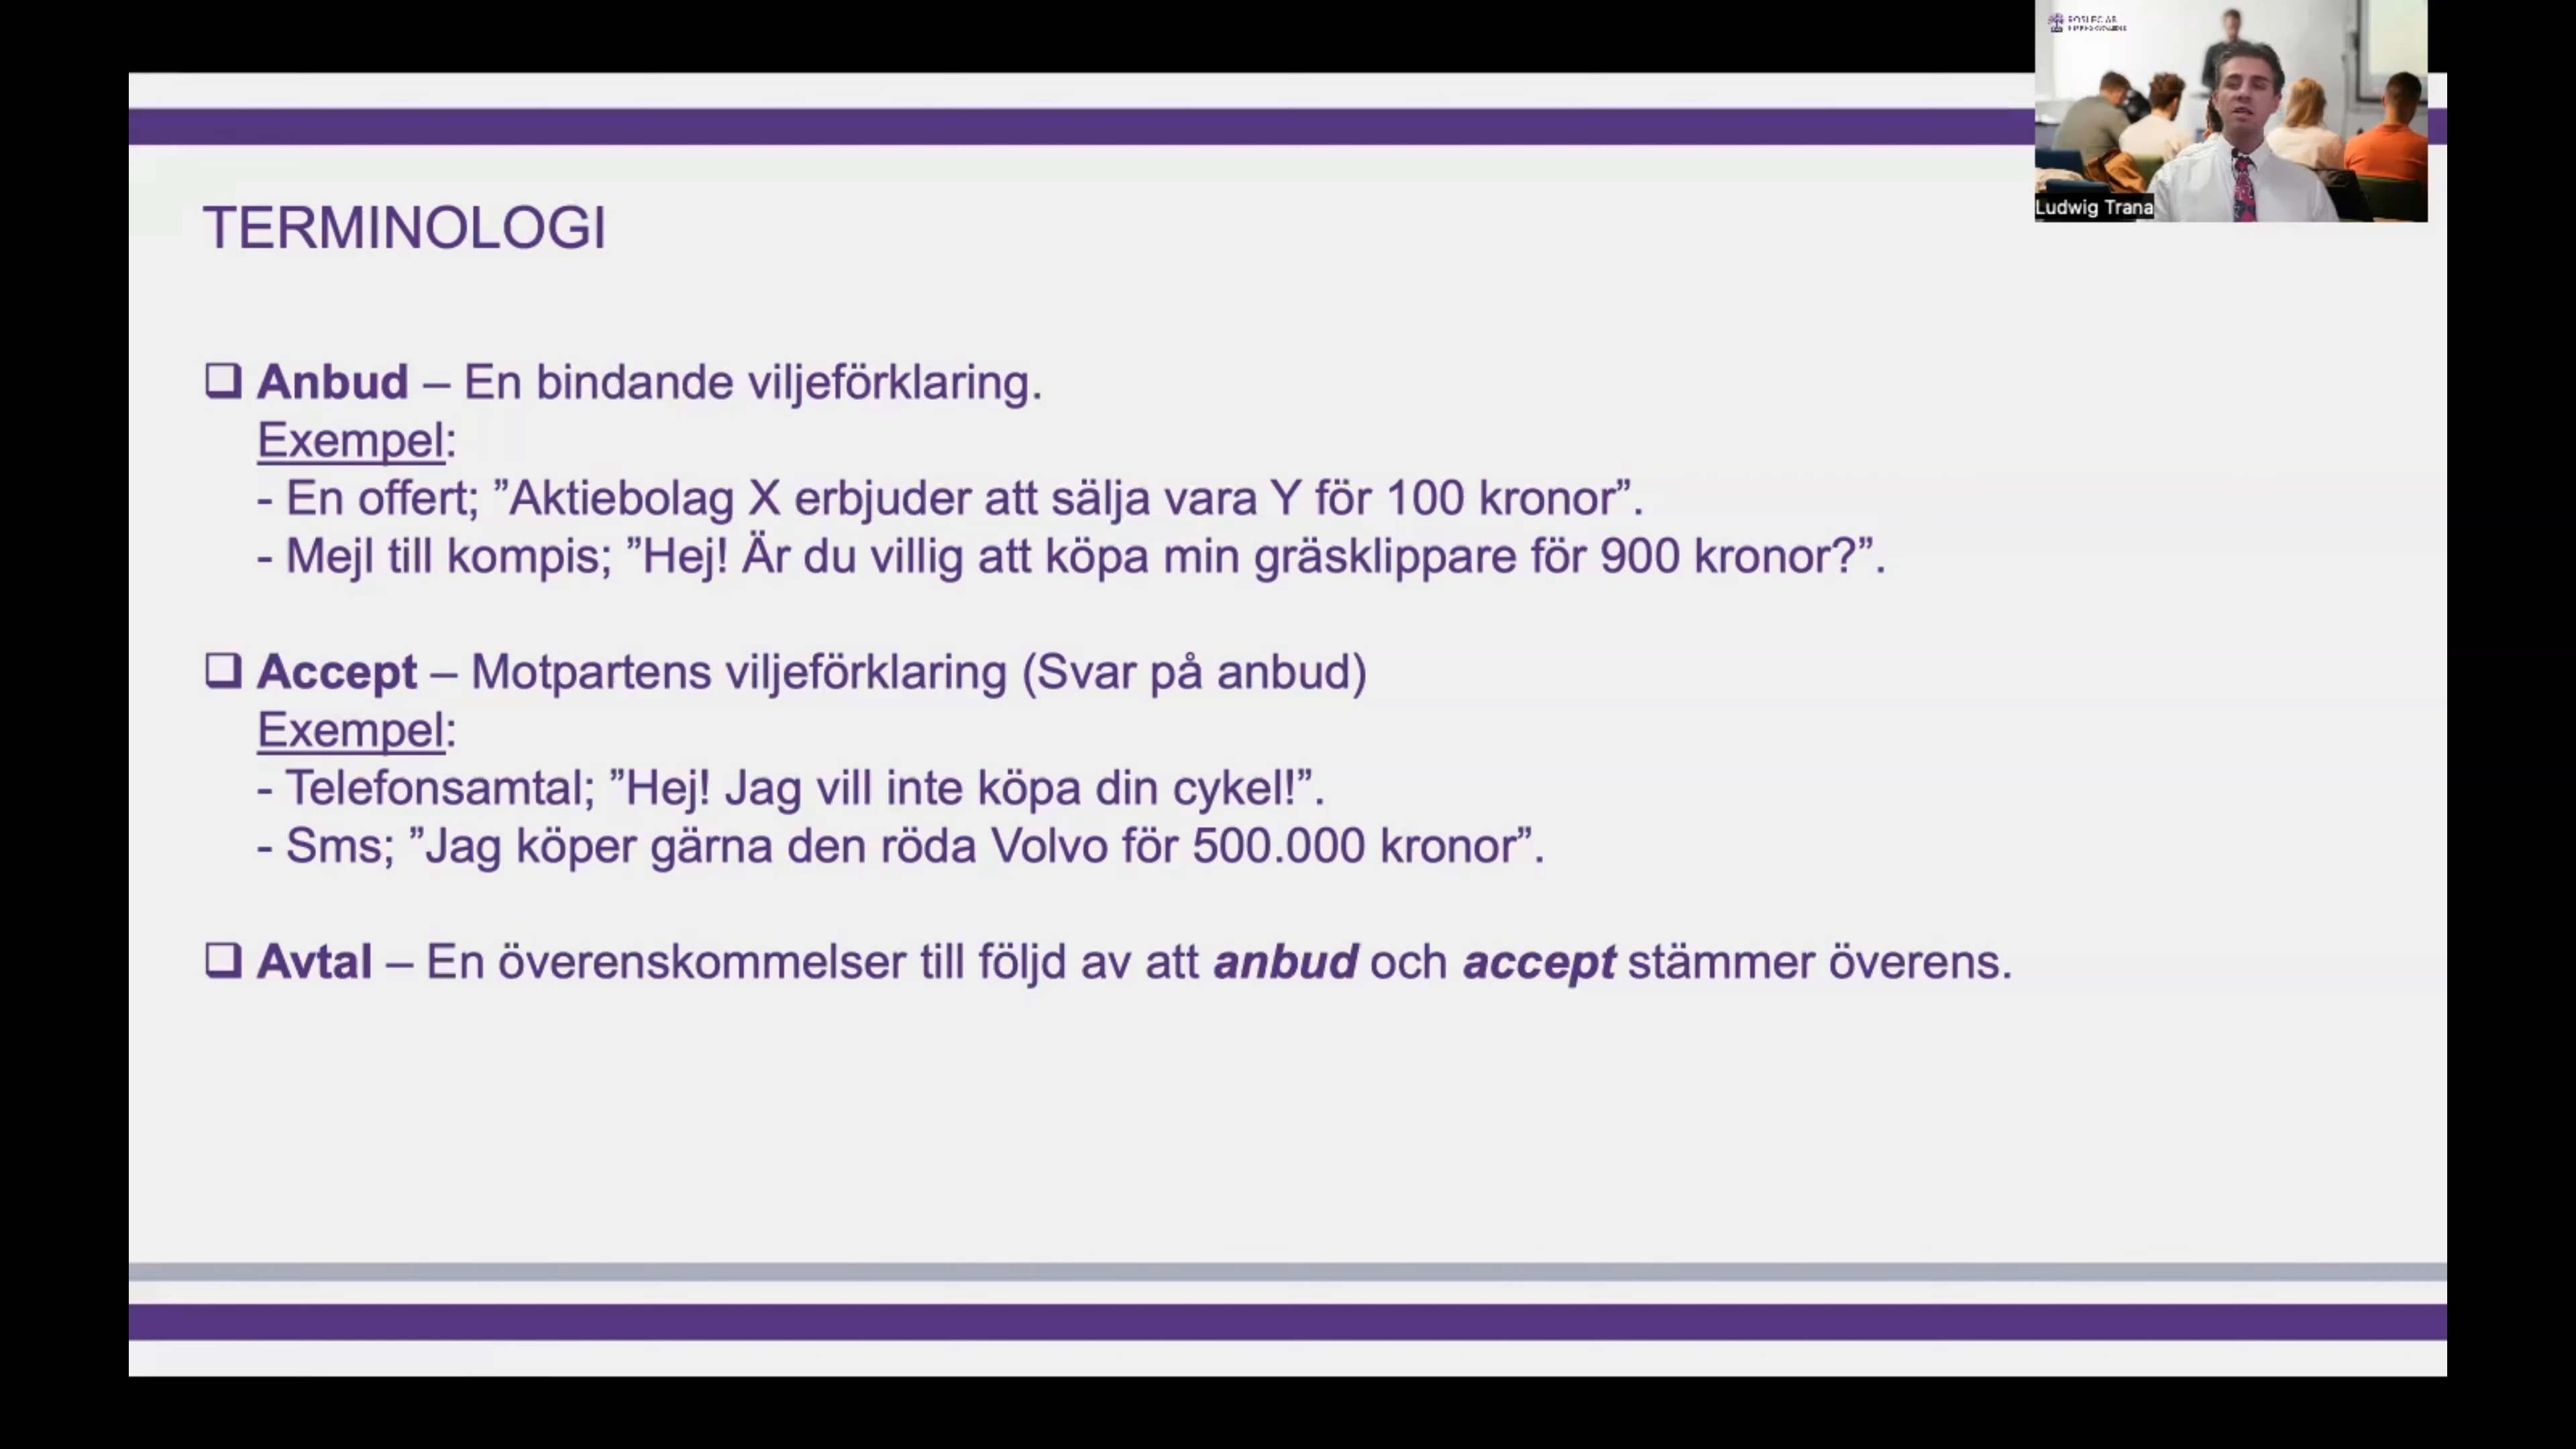 TERMINOLOGI
Anbud – En bindande viljeförklaring.
Exempel:
- En offert; ”Aktiebolag X erbjuder att sälja vara Y för 100 kronor”.
- Mejl till kompis; ”Hej! Är du villig att köpa min gräsklippare för 900 kronor?”.
Accept – Motpartens viljeförklaring (Svar på anbud)
Exempel:
- Telefonsamtal; ”Hej! Jag vill inte köpa din cykel!”.
- Sms; ”Jag köper gärna den röda Volvo för 500.000 kronor”.
Avtal – En överenskommelser till följd av att anbud och accept stämmer överens.
Ludwig Trana